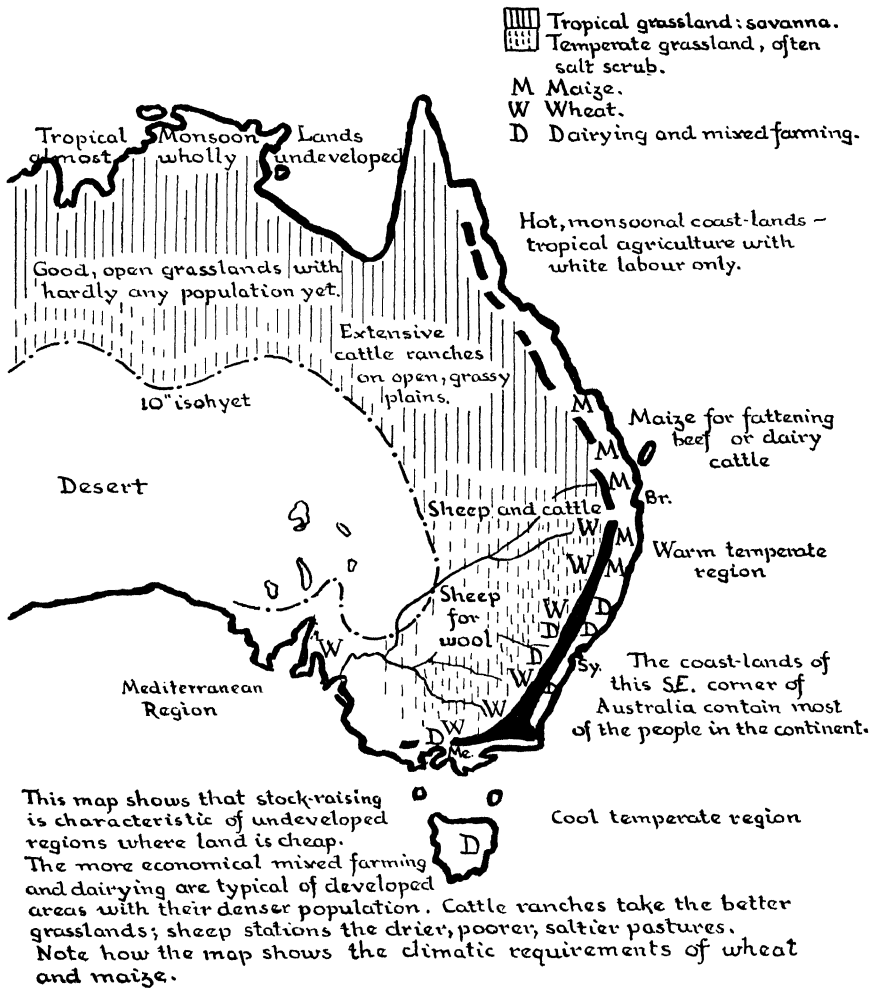 Tropical grassland: savanna.
Temperate grassland, often
salt scrub.
M Maize.
W Wheat.
D Dairying and mixed farming.
Tropical Monsoon Lands
almost wholly undeveloped
Hot, monsoonal coast-lands –
tropical agriculture with
white labour only.
Good, open grasslands with
hardly any population yet.
Extensive
cattle ranches
on open, grassy
plains.
10" isohyet
M
Maize for fattening
beef or dairy
cattle
M
M
Desert
Br.
Sheep and cattle
W
M
Warm temperate
region
W
M
Sheep
for
wool
W
D
D
D
W
D
Sy.
The coast-lands of
this S.E. corner of
Australia contain most
of the people in the continent.
W
D
Mediterranean
Region
W
W
D
Me.
This map shows that stock-raising
is characteristic of undeveloped
regions where land is cheap.
The more economical mixed farming
and dairying are typical of developed
areas with their denser population. Cattle ranches take the better
grasslands; sheep stations the drier, poorer, saltier pastures.
Note how the map shows the climatic requirements of wheat
and maize.
Cool temperate region
D